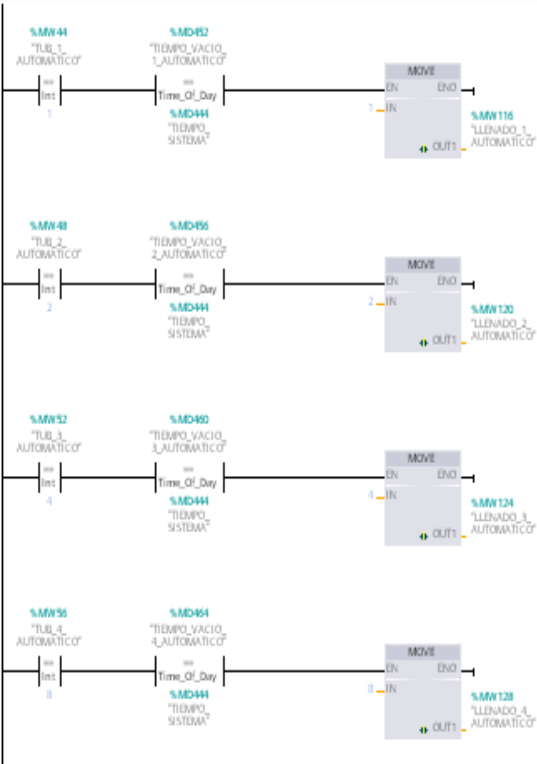 %MW44
"TUB_1_
AUTOMATICO"
==
Int
1
%MD452
"TIEMPO_VACIO_
1_AUTOMATICO"
==
Time_Of_Day
%MD444
"TIEMPO_
SISTEMA"
MOVE
EN ENO
1 IN
OUT1
%MW116
"LLENADO_1_
AUTOMATICO"
%MW48
"TUB_2_
AUTOMATICO"
==
Int
2
%MD456
"TIEMPO_VACIO_
2_AUTOMATICO"
==
Time_Of_Day
%MD444
"TIEMPO_
SISTEMA"
MOVE
EN ENO
2 IN
OUT1
%MW120
"LLENADO_2_
AUTOMATICO"
%MW52
"TUB_3_
AUTOMATICO"
==
Int
4
%MD460
"TIEMPO_VACIO_
3_AUTOMATICO"
==
Time_Of_Day
%MD444
"TIEMPO_
SISTEMA"
MOVE
EN ENO
4 IN
OUT1
%MW124
"LLENADO_3_
AUTOMATICO"
%MW56
"TUB_4_
AUTOMATICO"
==
Int
8
%MD464
"TIEMPO_VACIO_
4_AUTOMATICO"
==
Time_Of_Day
%MD444
"TIEMPO_
SISTEMA"
MOVE
EN ENO
8 IN
OUT1
%MW128
"LLENADO_4_
AUTOMATICO"